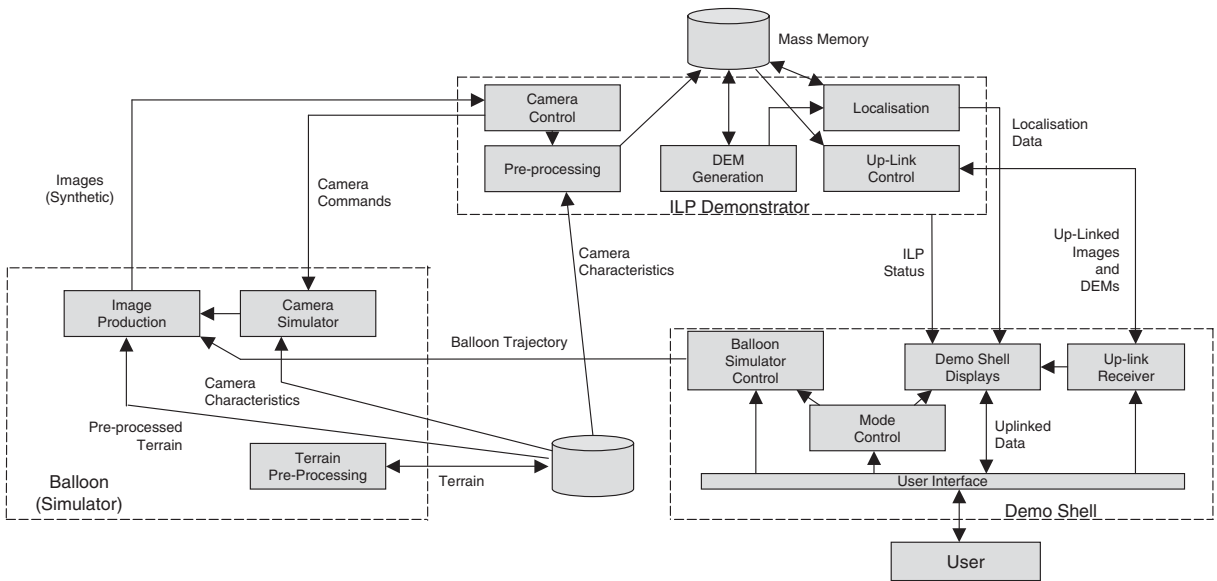 Mass Memory
Camera
Control
Localisation
Pre-processing
DEM
Generation
Up-Link
Control
ILP Demonstrator
Localisation
Data
Images
(Synthetic)
Camera
Commands
Camera
Characteristics
ILP
Status
Up-Linked
Images
and
DEMs
Image
Production
Camera
Simulator
Balloon Trajectory
Balloon
Simulator
Control
Demo Shell
Displays
Up-link
Receiver
Camera
Characteristics
Pre-processed
Terrain
Mode
Control
Uplinked
Data
Terrain
Pre-Processing
Terrain
Balloon
(Simulator)
User Interface
Demo Shell
User